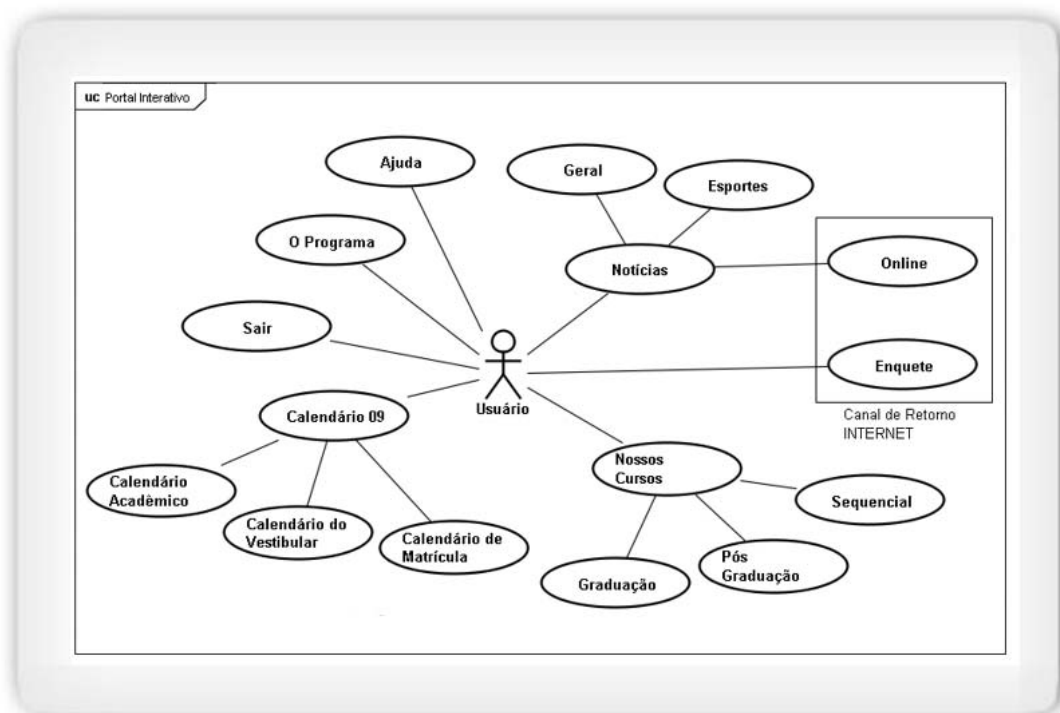 uc Portal Interativo
Ajuda
Geral
Esportes
O Programa
Notícias
Online
Sair
Enquete
Usuário
Canal de Retorno
INTERNET
Calendário 09
Nossos
Cursos
Calendário
Acadêmico
Sequencial
Calendário do
Vestibular
Calendário de
Matrícula
Pós
Graduação
Graduação